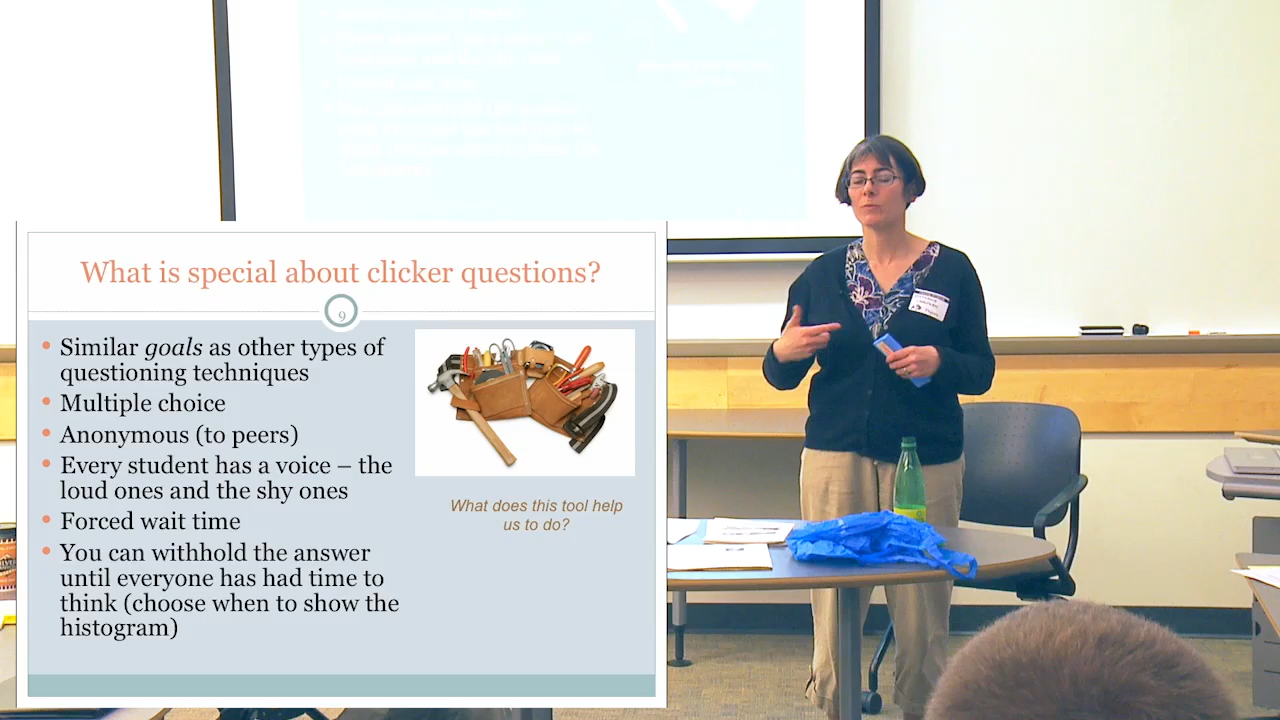 What is special about clicker questions?
9
• Similar goals as other types of
questioning techniques
• Multiple choice
• Anonymous (to peers)
• Every student has a voice – the
loud ones and the shy ones
• Forced wait time
• You can withhold the answer
until everyone has had time to
think (choose when to show the
histogram)
What does this tool help
us to do?